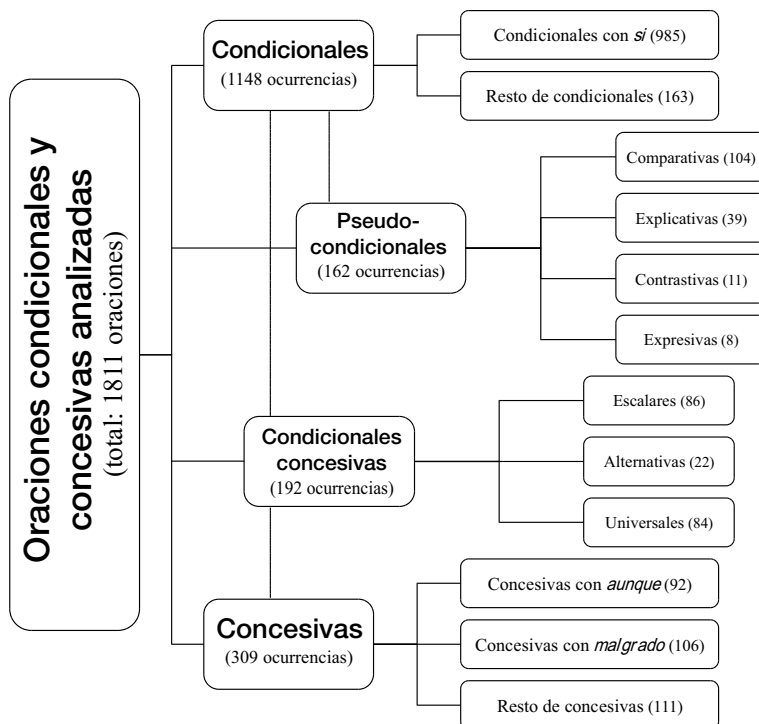 Oraciones condicionales y
concesivas analizadas
(total: 1811 oraciones)
Condicionales
(1148 ocurrencias)
Condicionales con si (985)
Resto de condicionales (163)
Pseudo-
condicionales
(162 ocurrencias)
Comparativas (104)
Explicativas (39)
Contrastivas (11)
Expresivas (8)
Condicionales
concesivas
(192 ocurrencias)
Escalares (86)
Alternativas (22)
Universales (84)
Concesivas
(309 ocurrencias)
Concesivas con aunque (92)
Concesivas con malgrado (106)
Resto de concesivas (111)